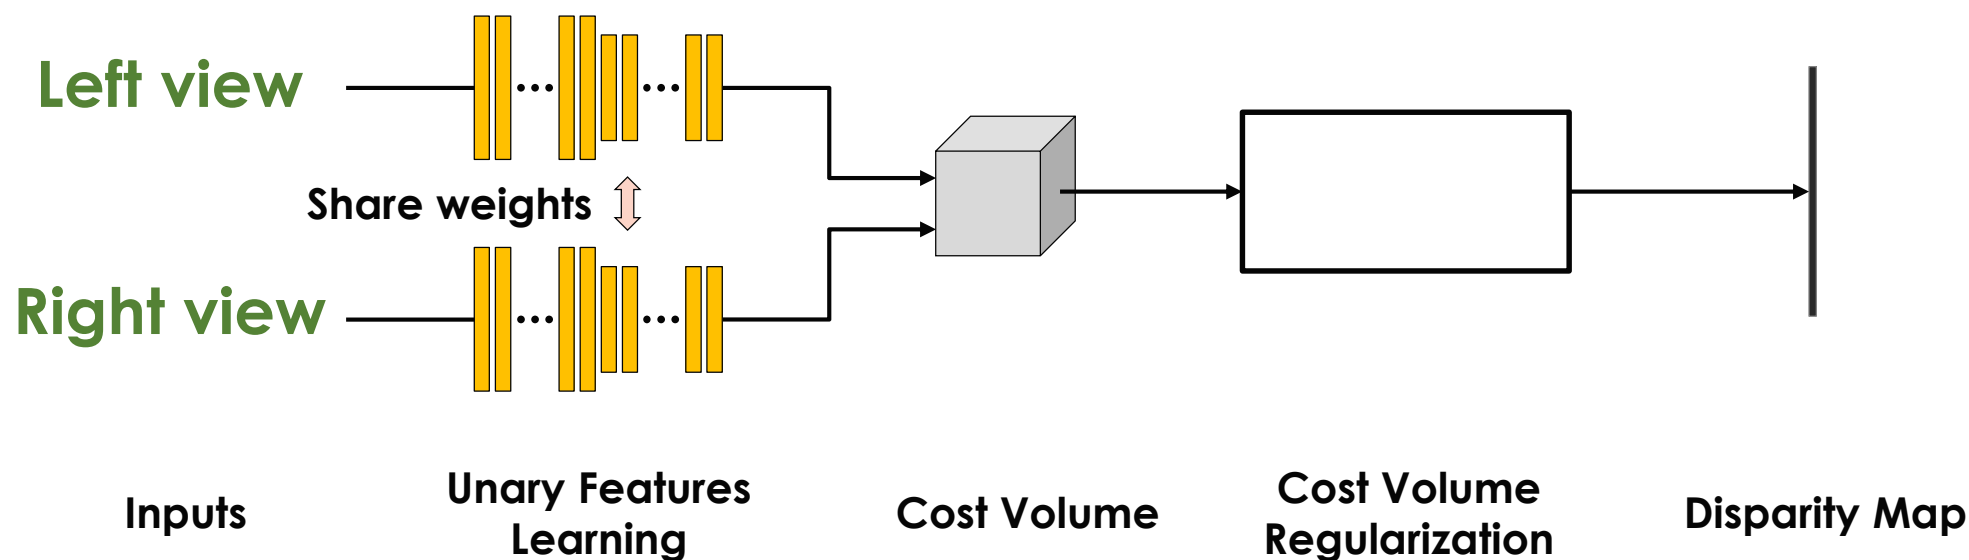 Left view
Share weights
Right view
Inputs
Unary Features
Learning
Cost Volume
Cost Volume
Regularization
Disparity Map